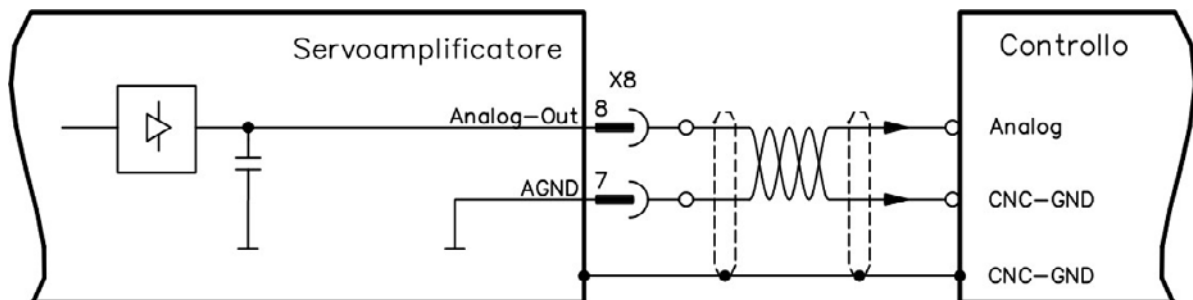 Servoamplificatore
Controllo
X8
Analog-Out
8
Analog
AGND
7
CNC-GND
CNC-GND